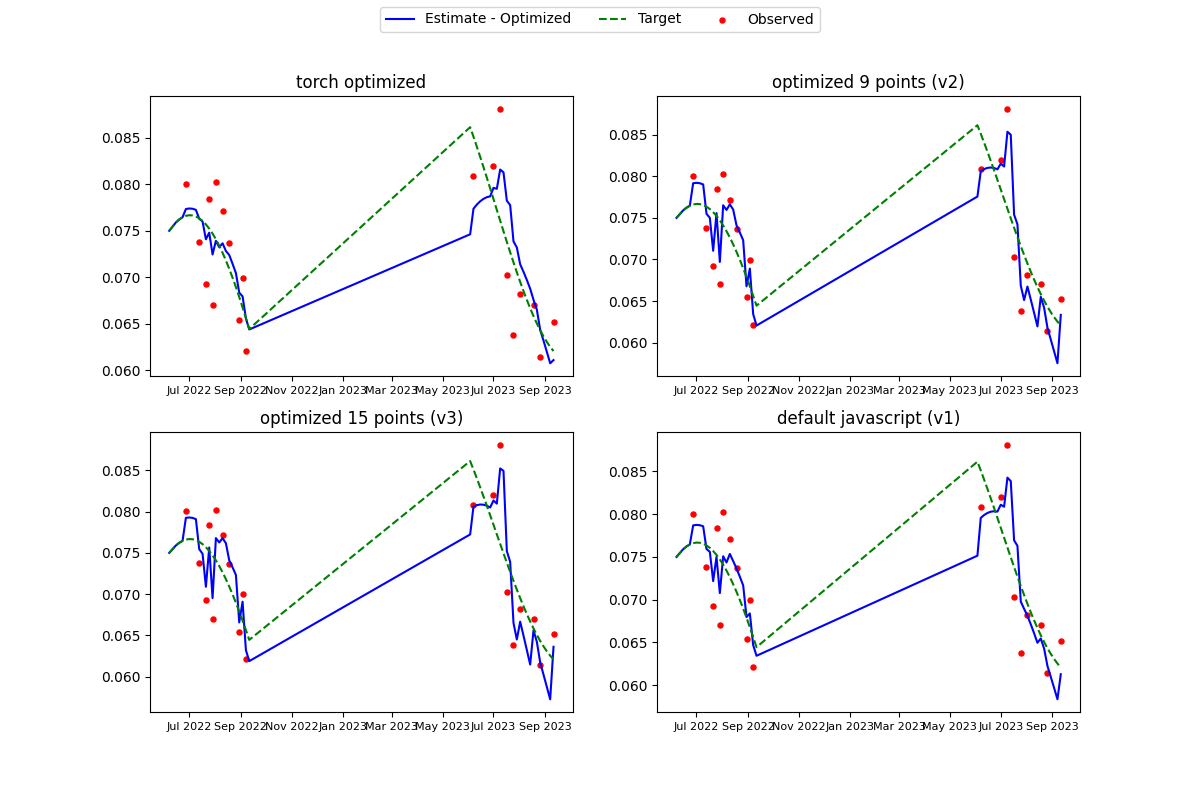 Estimate - Optimized Target Observed
torch optimized
0.085
0.080
0.075
0.070
0.065
0.060
Jul 2022 Sep 2022 Nov 2022 Jan 2023 Mar 2023 May 2023 Jul 2023 Sep 2023
optimized 9 points (v2)
0.085
0.080
0.075
0.070
0.065
0.060
Jul 2022 Sep 2022 Nov 2022 Jan 2023 Mar 2023 May 2023 Jul 2023 Sep 2023
optimized 15 points (v3)
0.085
0.080
0.075
0.070
0.065
0.060
Jul 2022 Sep 2022 Nov 2022 Jan 2023 Mar 2023 May 2023 Jul 2023 Sep 2023
default javascript (v1)
0.085
0.080
0.075
0.070
0.065
0.060
Jul 2022 Sep 2022 Nov 2022 Jan 2023 Mar 2023 May 2023 Jul 2023 Sep 2023